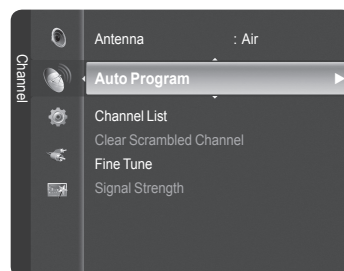 Channel
Antenna : Air
Auto Program
Channel List
Clear Scrambled Channel
Fine Tune
Signal Strength